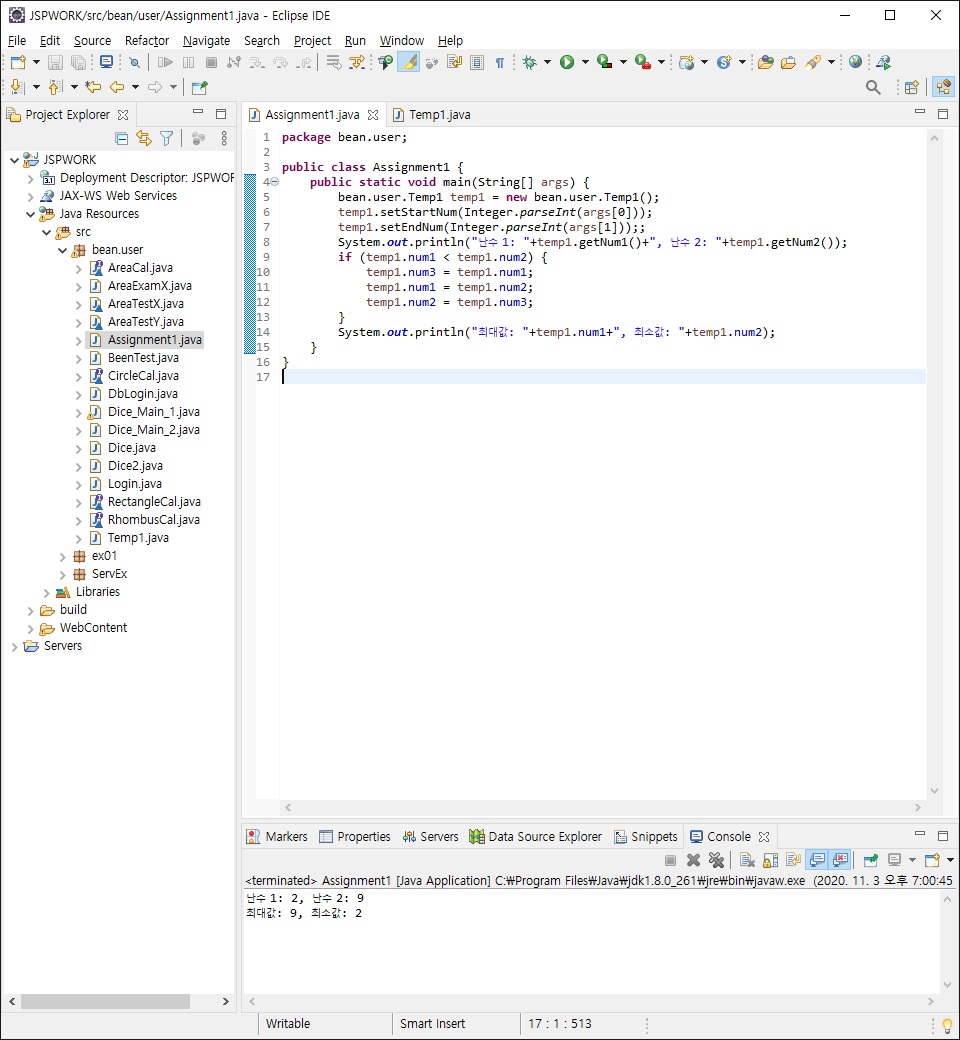 JSPWORK/src/bean/user/Assignment1.java - Eclipse IDE
File Edit Source Refactor Navigate Search Project Run Window Help
Project Explorer
JSPWORK
Deployment Descriptor: JSPWOR
JAX-WS Web Services
Java Resources
src
bean.user
AreaCal.java
AreaExamX.java
AreaTestX.java
AreaTestY.java
Assignment1.java
BeenTest.java
CircleCal.java
DbLogin.java
Dice_Main_1.java
Dice_Main_2.java
Dice.java
Dice2.java
Login.java
RectangleCal.java
RhombusCal.java
Temp1.java
ex01
ServEx
Libraries
build
WebContent
Servers
Assignment1.java Temp1.java
1 package bean.user;
2
3 public class Assignment1 {
4 public static void main(String[] args) {
5 bean.user.Temp1 temp1 = new bean.user.Temp1();
6 temp1.setStartNum(Integer.parseInt(args[0]));
7 temp1.setEndNum(Integer.parseInt(args[1]));;
8 System.out.println("난수 1: "+temp1.getNum1()+", 난수 2: "+temp1.getNum2());
9 if (temp1.num1 < temp1.num2) {
10 temp1.num3 = temp1.num1;
11 temp1.num1 = temp1.num2;
12 temp1.num2 = temp1.num3;
13 }
14 System.out.println("최대값: "+temp1.num1+", 최소값: "+temp1.num2);
15 }
16 }
17
Markers Properties Servers Data Source Explorer Snippets Console
<terminated> Assignment1 [Java Application] C:₩Program Files₩Java₩jdk1.8.0_261₩jre₩bin₩javaw.exe (2020. 11. 3 오후 7:00:45
난수 1: 2, 난수 2: 9
최대값: 9, 최소값: 2
Writable Smart Insert 17 : 1 : 513